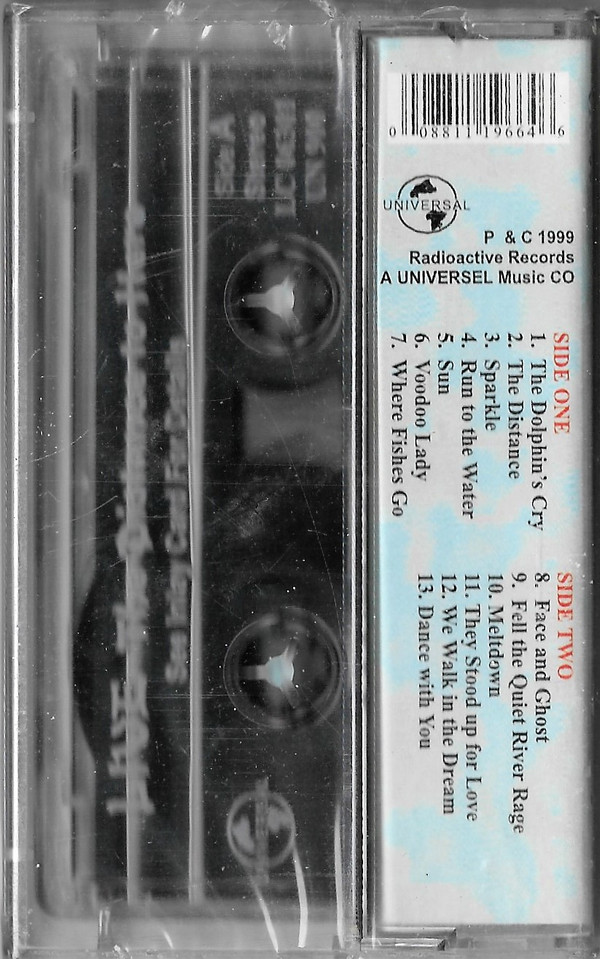 0 08811 19664 6
UNIVERSAL
P & C 1999
Radioactive Records
A UNIVERSEL Music CO
SIDE ONE
1. The Dolphin's Cry
2. The Distance
3. Sparkle
4. Run to the Water
5. Sun
6. Voodoo Lady
7. Where Fishes Go
SIDE TWO
8. Face and Ghost
9. Fell the Quiet River Rage
10. Meltdown
11. They Stood up for Love
12. We Walk in the Dream
13. Dance with You
LIVE
See Inlay Card For Details
Side A
Stereo